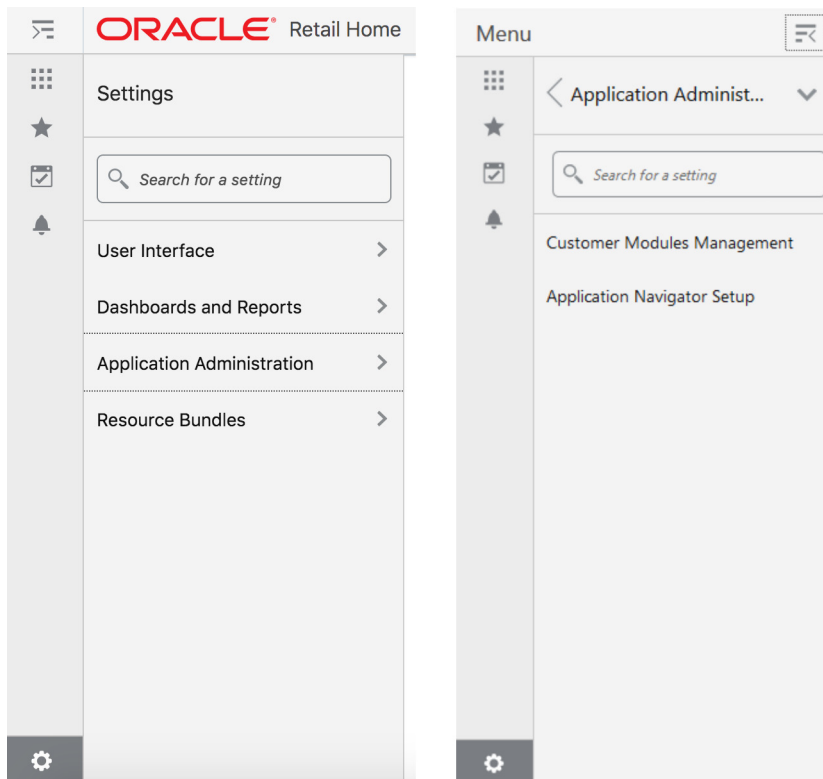 ORACLE Retail Home
Settings
Search for a setting
User Interface
Dashboards and Reports
Application Administration
Resource Bundles
Menu
Application Administ...
Search for a setting
Customer Modules Management
Application Navigator Setup